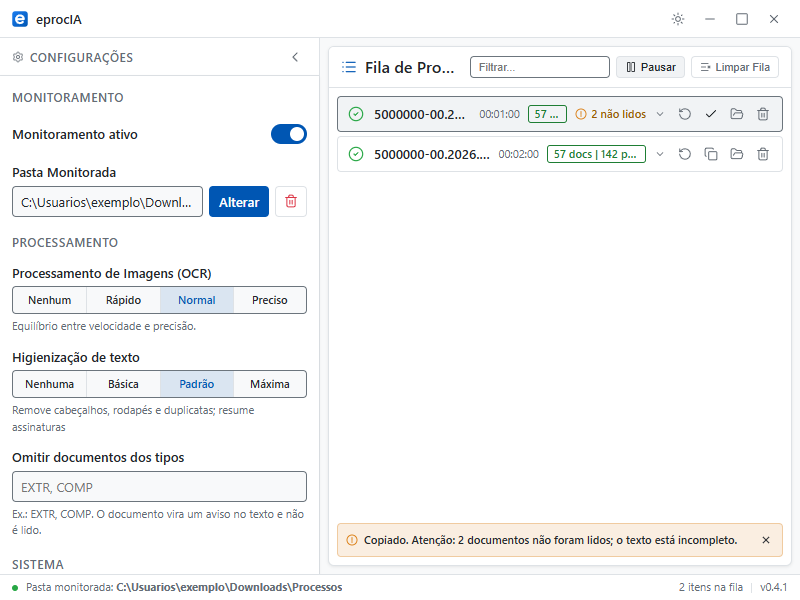 eprocIA
CONFIGURAÇÕES
MONITORAMENTO
Monitoramento ativo
Pasta Monitorada
C:\Usuarios\exemplo\Downl...
Alterar
PROCESSAMENTO
Processamento de Imagens (OCR)
Nenhum Rápido Normal Preciso
Equilíbrio entre velocidade e precisão.
Higienização de texto
Nenhuma Básica Padrão Máxima
Remove cabeçalhos, rodapés e duplicatas; resume
assinaturas
Omitir documentos dos tipos
EXTR, COMP
Ex.: EXTR, COMP. O documento vira um aviso no texto e não
é lido.
SISTEMA
Fila de Pro...
Filtrar...
Pausar
Limpar Fila
5000000-00.2... 00:01:00 57 ... 2 não lidos
5000000-00.2026.... 00:02:00 57 docs | 142 p...
Copiado. Atenção: 2 documentos não foram lidos; o texto está incompleto.
Pasta monitorada: C:\Usuarios\exemplo\Downloads\Processos
2 itens na fila | v0.4.1